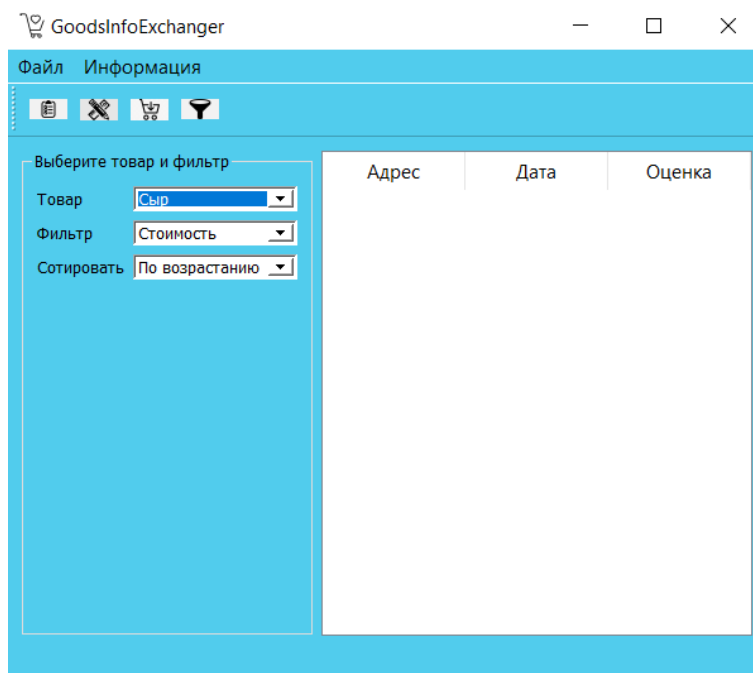 GoodsInfoExchanger
Файл Информация
Выберите товар и фильтр
Товар Сыр
Фильтр Стоимость
Сотировать По возрастанию
Адрес Дата Оценка